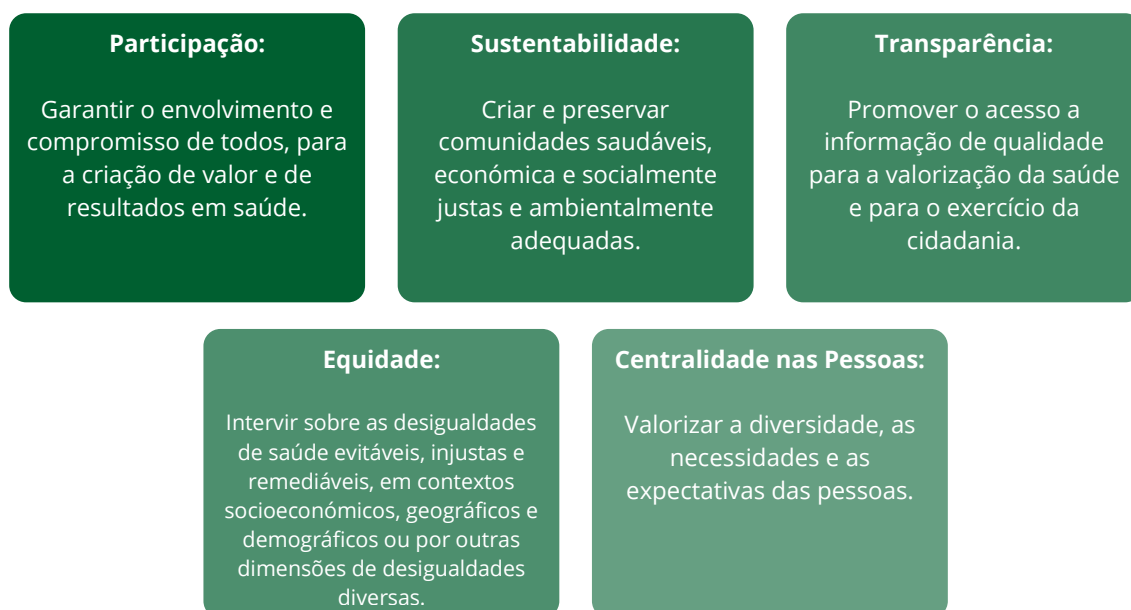 Participação:
Garantir o envolvimento e
compromisso de todos, para
a criação de valor e de
resultados em saúde.
Sustentabilidade:
Criar e preservar
comunidades saudáveis,
económica e socialmente
justas e ambientalmente
adequadas.
Transparência:
Promover o acesso a
informação de qualidade
para a valorização da saúde
e para o exercício da
cidadania.
Equidade:
Intervir sobre as desigualdades
de saúde evitáveis, injustas e
remediáveis, em contextos
socioeconómicos, geográficos e
demográficos ou por outras
dimensões de desigualdades
diversas.
Centralidade nas Pessoas:
Valorizar a diversidade, as
necessidades e as
expectativas das pessoas.